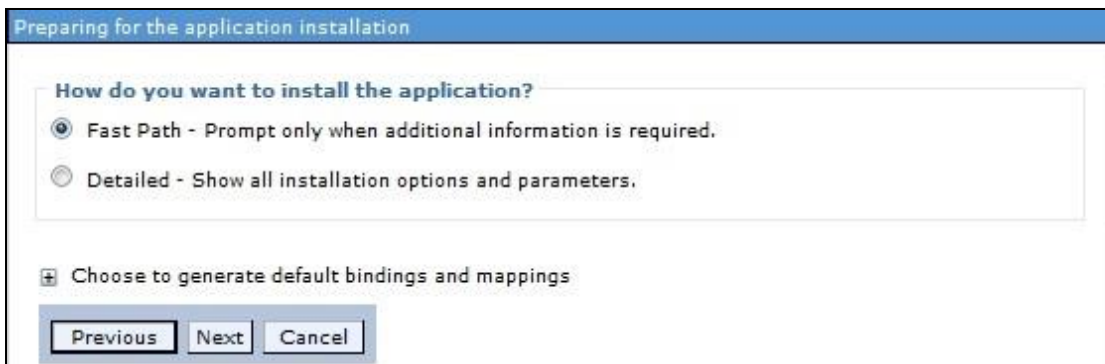 Preparing for the application installation
How do you want to install the application?
Fast Path - Prompt only when additional information is required.
Detailed - Show all installation options and parameters.
Choose to generate default bindings and mappings
Previous Next Cancel